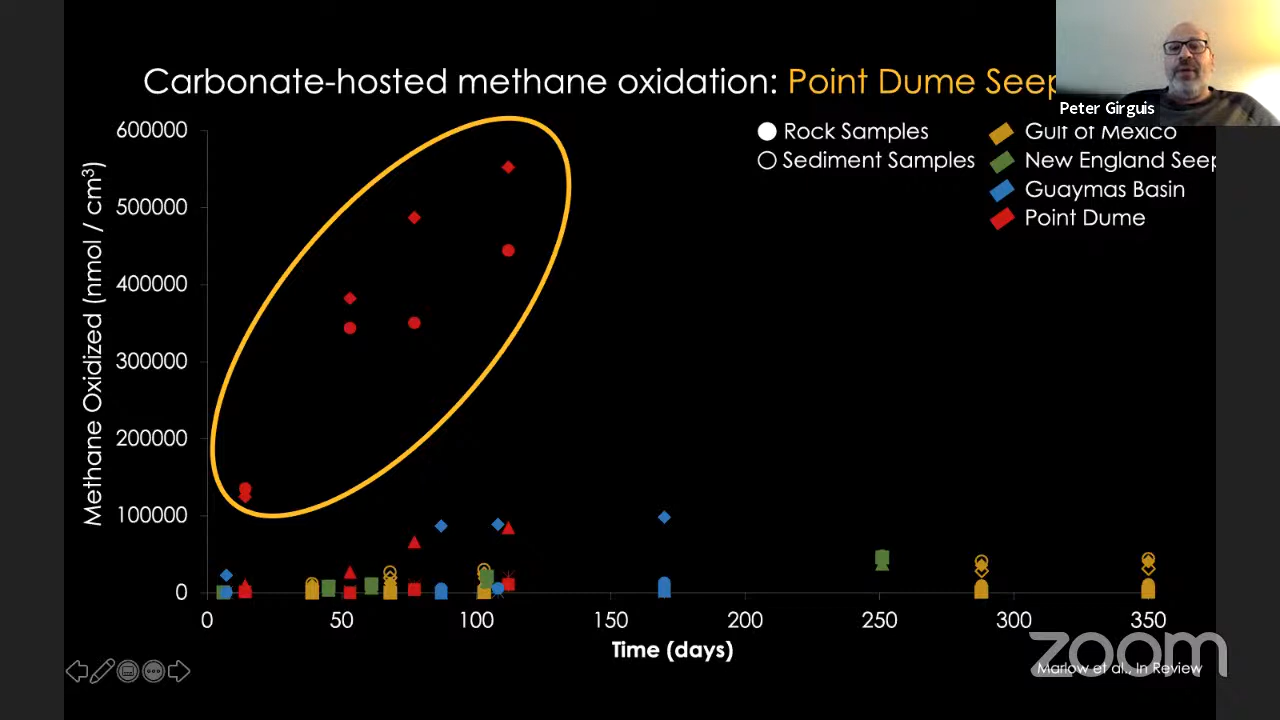 Carbonate-hosted methane oxidation: Point Dume Seep
Peter Girguis
Rock Samples
Sediment Samples
Gulf of Mexico
New England Seep
Guaymas Basin
Point Dume
Methane Oxidized (nmol / cm³)
600000
500000
400000
300000
200000
100000
0
0 50 100 150 200 250 300 350
Time (days)
Marlow et al., In Review
zoom